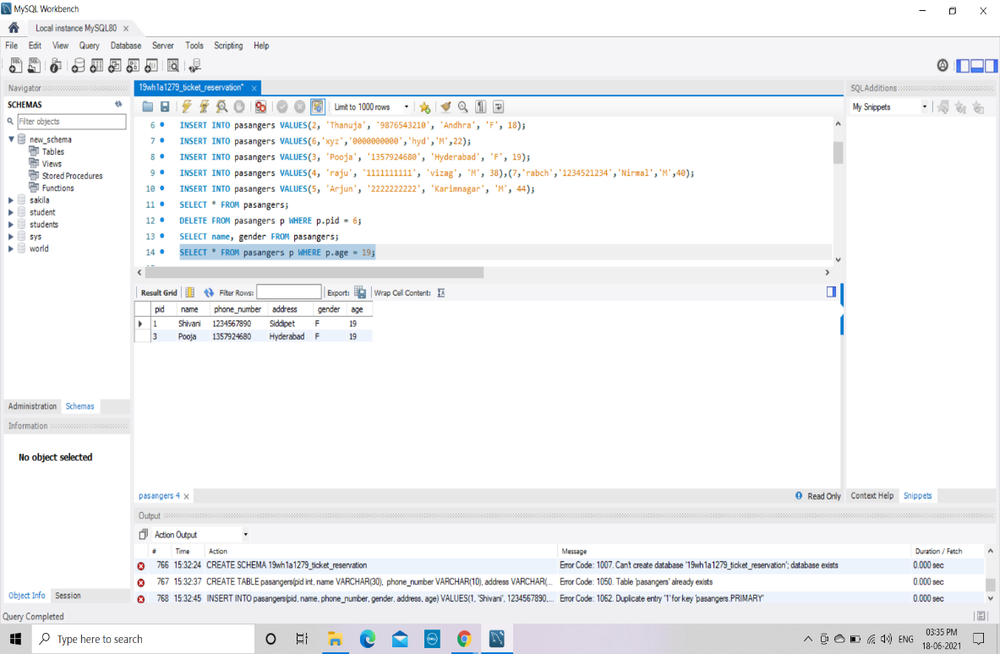 MySQL Workbench
Local instance MySQL80 ×
File Edit View Query Database Server Tools Scripting Help
Navigator
SCHEMAS
Filter objects
new_schema
Tables
Views
Stored Procedures
Functions
sakila
student
students
sys
world
Administration Schemas
Information
No object selected
Object Info Session
19wh1a1279_ticket_reservation* ×
Limit to 1000 rows
6 INSERT INTO pasangers VALUES(2, 'Thanuja', '9876543210', 'Andhra', 'F', 18);
7 INSERT INTO pasangers VALUES(6,'xyz','0000000000','hyd','M',22);
8 INSERT INTO pasangers VALUES(3, 'Pooja', '1357924680', 'Hyderabad', 'F', 19);
9 INSERT INTO pasangers VALUES(4, 'raju', '1111111111', 'vizag', 'M', 38),(7,'rabch','1234521234','Nirmal','M',40);
10 INSERT INTO pasangers VALUES(5, 'Arjun', '2222222222', 'Karimnagar', 'M', 44);
11 SELECT * FROM pasangers;
12 DELETE FROM pasangers p WHERE p.pid = 6;
13 SELECT name, gender FROM pasangers;
14 SELECT * FROM pasangers p WHERE p.age = 19;
Result Grid Filter Rows: Export: Wrap Cell Content:
pid name phone_number address gender age
1 Shivani 1234567890 Siddipet F 19
3 Pooja 1357924680 Hyderabad F 19
pasangers 4 ×
Read Only
SQLAdditions
My Snippets
Context Help Snippets
Output
Action Output
# Time Action Message Duration / Fetch
766 15:32:24 CREATE SCHEMA 19wh1a1279_ticket_reservation Error Code: 1007. Can't create database '19wh1a1279_ticket_reservation'; database exists 0.000 sec
767 15:32:37 CREATE TABLE pasangers(pid int, name VARCHAR(30), phone_number VARCHAR(10), address VARCHAR(... Error Code: 1050. Table 'pasangers' already exists 0.000 sec
768 15:32:45 INSERT INTO pasangers(pid, name, phone_number, gender, address, age) VALUES(1, 'Shivani', 1234567890,... Error Code: 1062. Duplicate entry '1' for key 'pasangers.PRIMARY' 0.000 sec
Query Completed
Type here to search
DELL
ENG
03:35 PM
18-06-2021